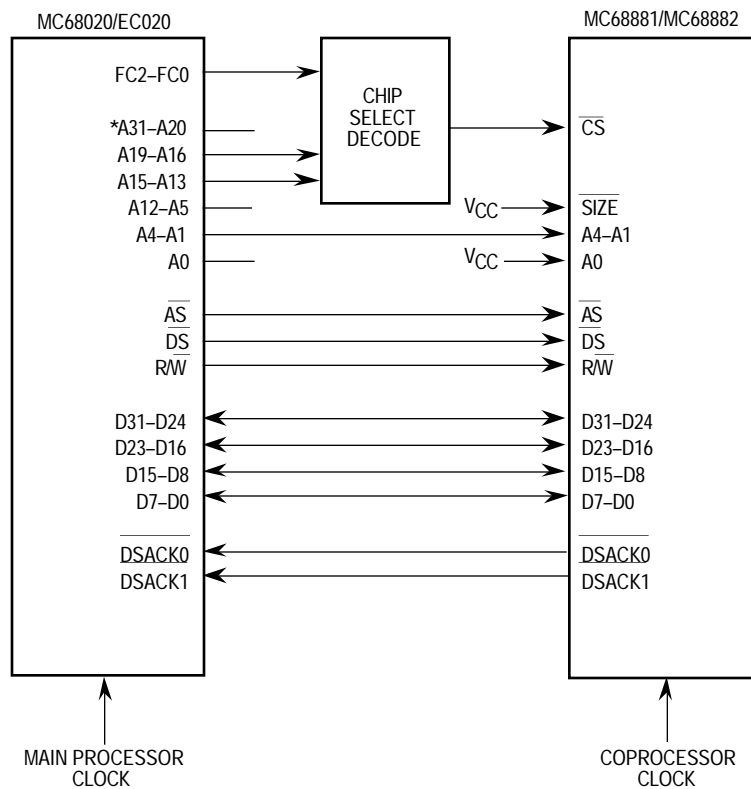 MC68020/EC020
MC68881/MC68882
FC2–FC0
*A31–A20
A19–A16
A15–A13
A12–A5
A4–A1
A0
AS
DS
R/W
D31–D24
D23–D16
D15–D8
D7–D0
DSACK0
DSACK1
CHIP
SELECT
DECODE
VCC
VCC
CS
SIZE
A4–A1
A0
AS
DS
R/W
D31–D24
D23–D16
D15–D8
D7–D0
DSACK0
DSACK1
MAIN PROCESSOR
CLOCK
COPROCESSOR
CLOCK